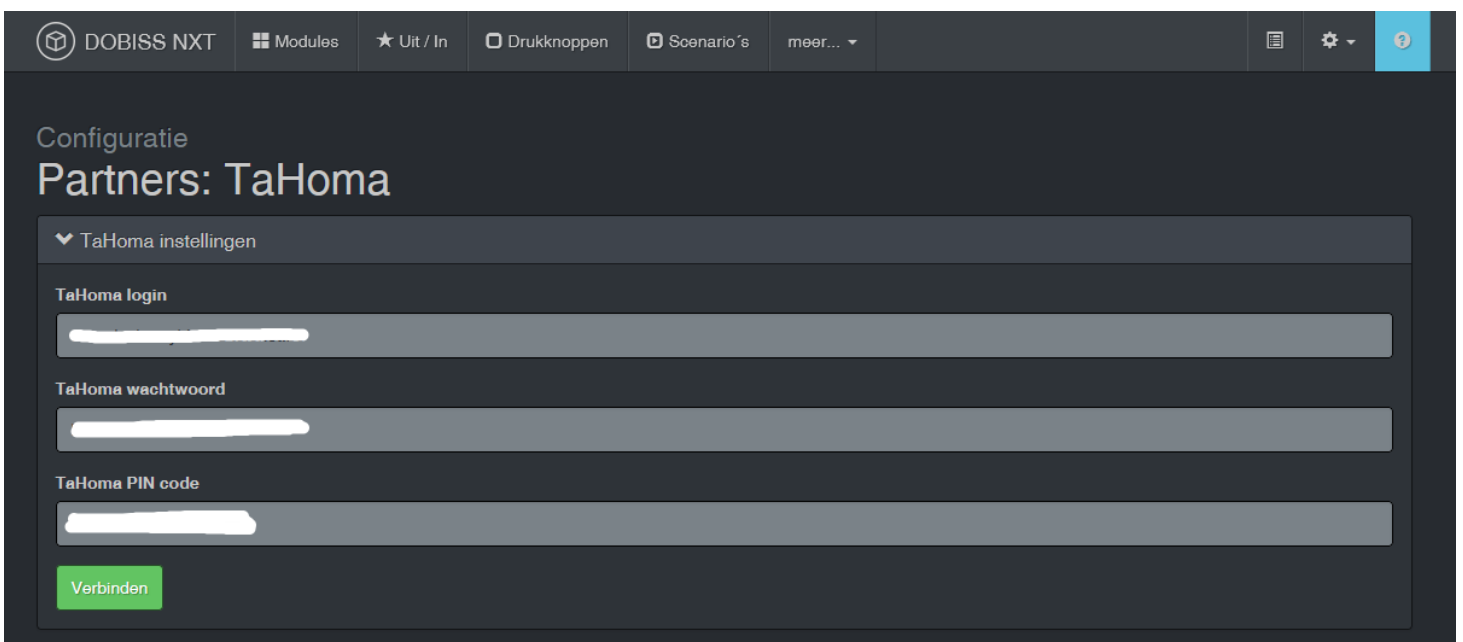 DOBISS NXT Modules Uit / In Drukknoppen Scenario´s meer...
Configuratie
Partners: TaHoma
TaHoma instellingen
TaHoma login
TaHoma wachtwoord
TaHoma PIN code
Verbinden